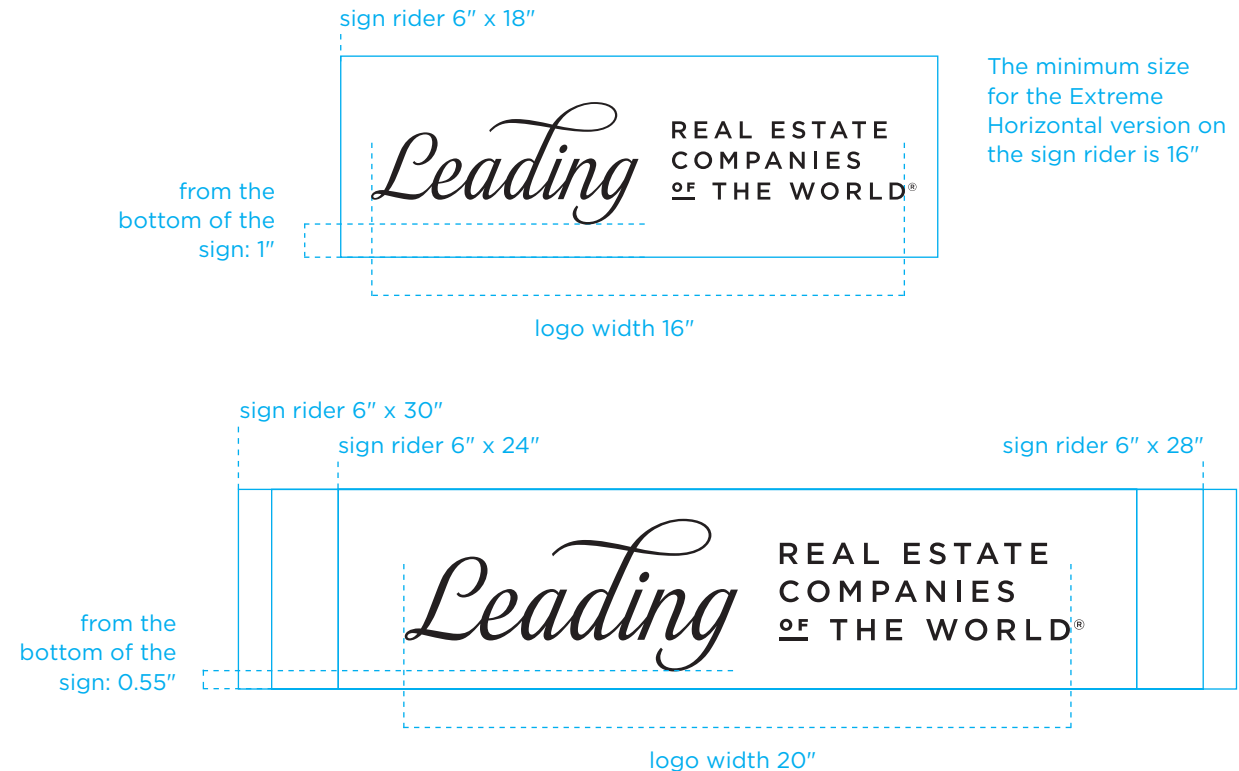 sign rider 6" x 18"
The minimum size
for the Extreme
Horizontal version on
the sign rider is 16"
Leading
REAL ESTATE
COMPANIES
OF THE WORLD®
from the
bottom of the
sign: 1"
logo width 16"
sign rider 6" x 30"
sign rider 6" x 24"
sign rider 6" x 28"
Leading
REAL ESTATE
COMPANIES
OF THE WORLD®
from the
bottom of the
sign: 0.55"
logo width 20"